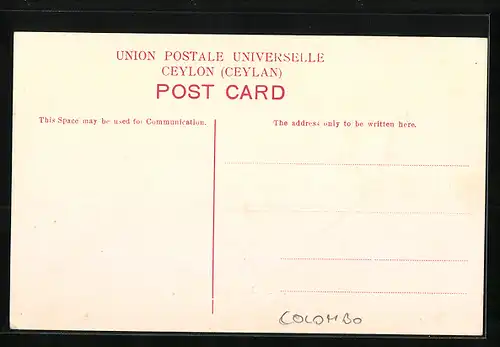 UNION POSTALE UNIVERSELLE
CEYLON (CEYLAN)
POST CARD
This Space may be used for Communication.
The address only to be written here.
COLOMBO